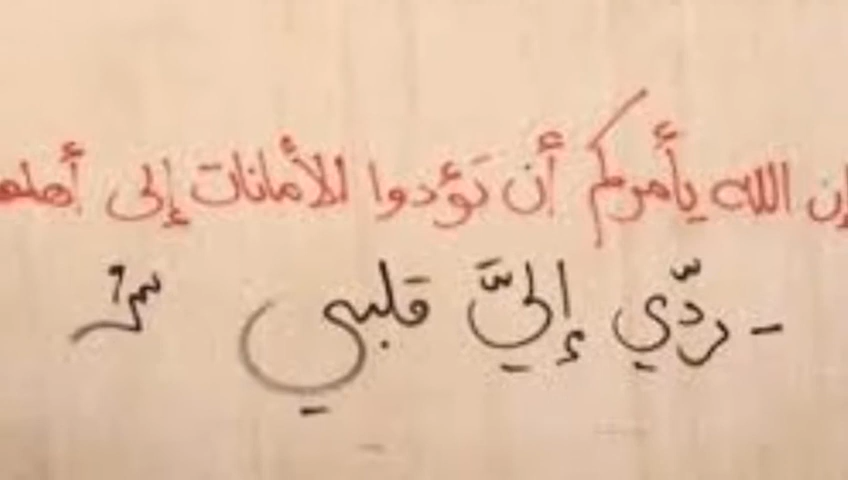 إن الله يأمركم أن تؤدوا الأمانات إلى أهلها
- ردّي إليَّ قلبي